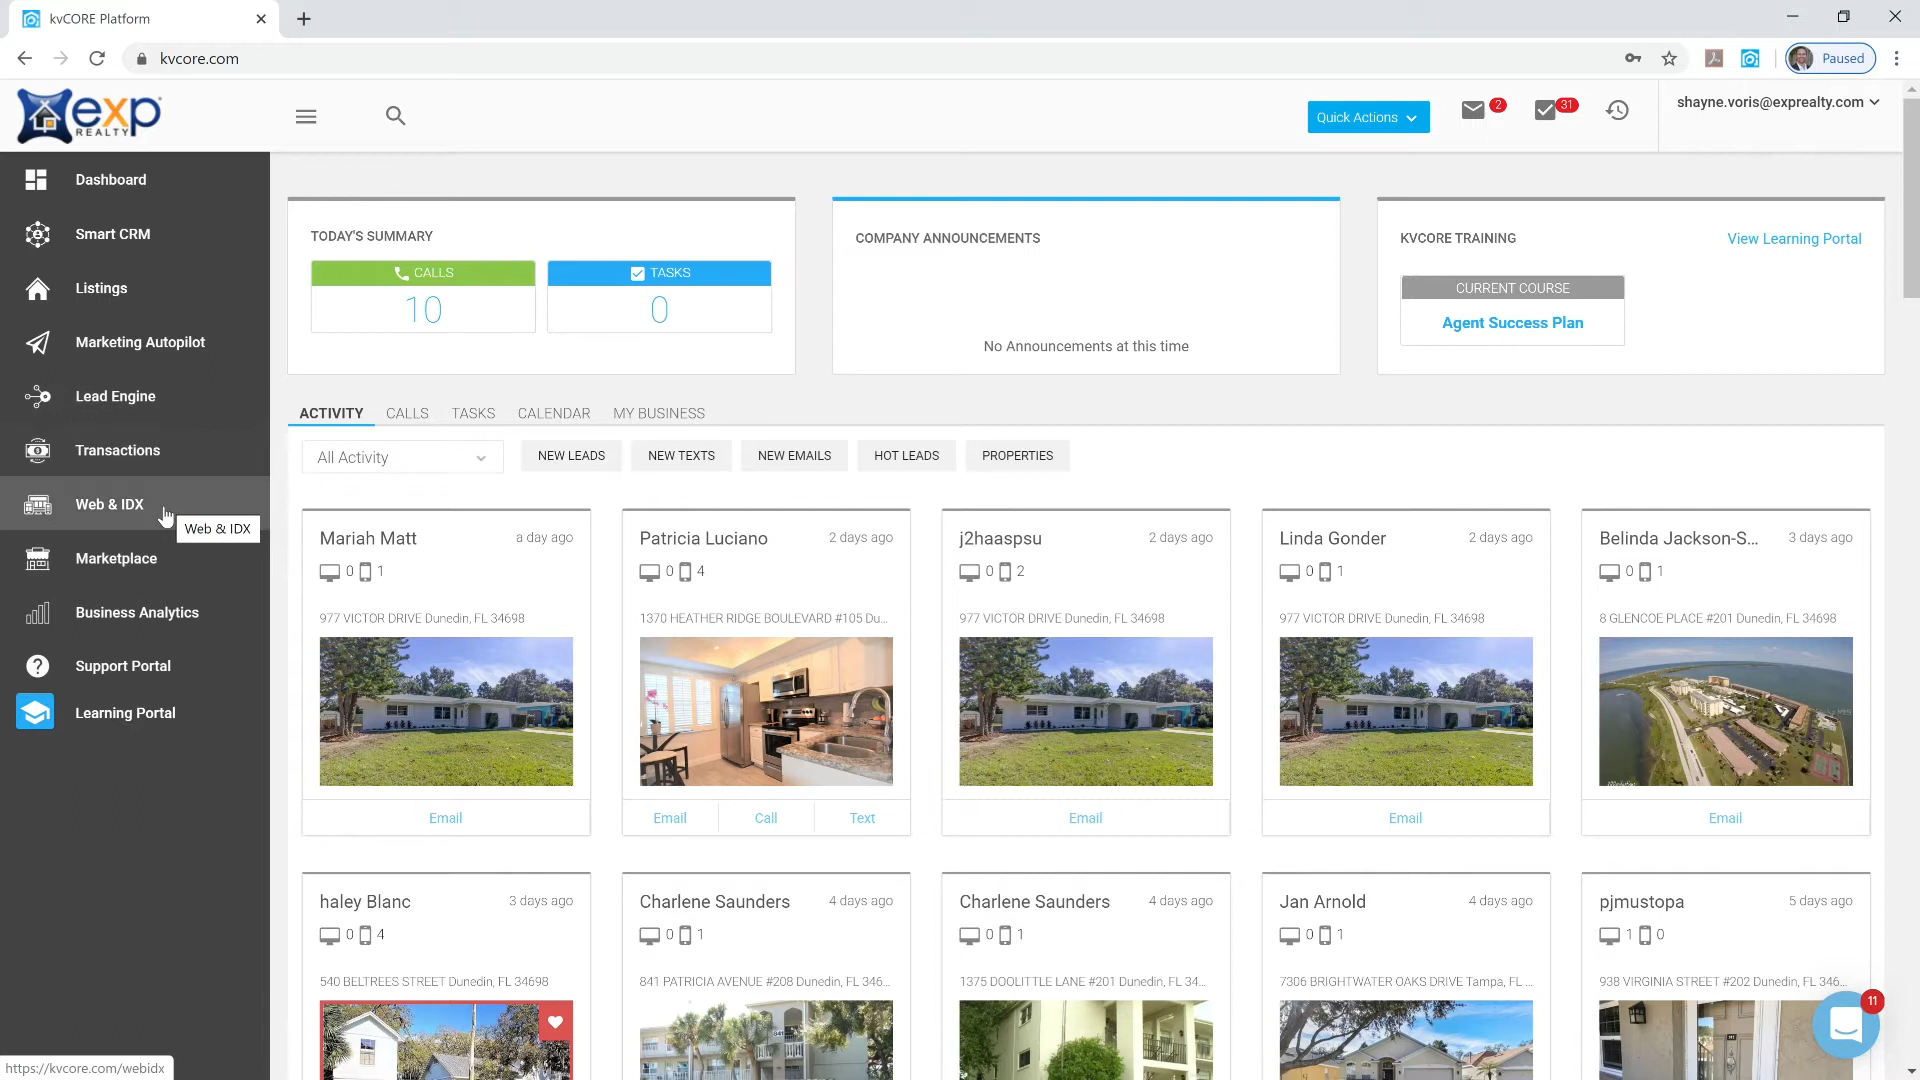 kvCORE Platform
kvcore.com
Paused
exp
REALTY
Quick Actions
2
31
shayne.voris@exprealty.com
Dashboard
Smart CRM
Listings
Marketing Autopilot
Lead Engine
Transactions
Web & IDX
Web & IDX
Marketplace
Business Analytics
Support Portal
Learning Portal
TODAY'S SUMMARY
CALLS
10
TASKS
0
COMPANY ANNOUNCEMENTS
No Announcements at this time
KVCORE TRAINING
View Learning Portal
CURRENT COURSE
Agent Success Plan
ACTIVITY CALLS TASKS CALENDAR MY BUSINESS
All Activity
NEW LEADS NEW TEXTS NEW EMAILS HOT LEADS PROPERTIES
Mariah Matt a day ago
0 1
977 VICTOR DRIVE Dunedin, FL 34698
Email
Patricia Luciano 2 days ago
0 4
1370 HEATHER RIDGE BOULEVARD #105 Du...
Email Call Text
j2haaspsu 2 days ago
0 2
977 VICTOR DRIVE Dunedin, FL 34698
Email
Linda Gonder 2 days ago
0 1
977 VICTOR DRIVE Dunedin, FL 34698
Email
Belinda Jackson-S... 3 days ago
0 1
8 GLENCOE PLACE #201 Dunedin, FL 34698
Email
haley Blanc 3 days ago
0 4
540 BELTREES STREET Dunedin, FL 34698
Charlene Saunders 4 days ago
0 1
841 PATRICIA AVENUE #208 Dunedin, FL 346...
Charlene Saunders 4 days ago
0 1
1375 DOOLITTLE LANE #201 Dunedin, FL 34...
Jan Arnold 4 days ago
0 1
7306 BRIGHTWATER OAKS DRIVE Tampa, FL ...
pjmustopa 5 days ago
1 0
938 VIRGINIA STREET #202 Dunedin, FL 346...
11
https://kvcore.com/webidx